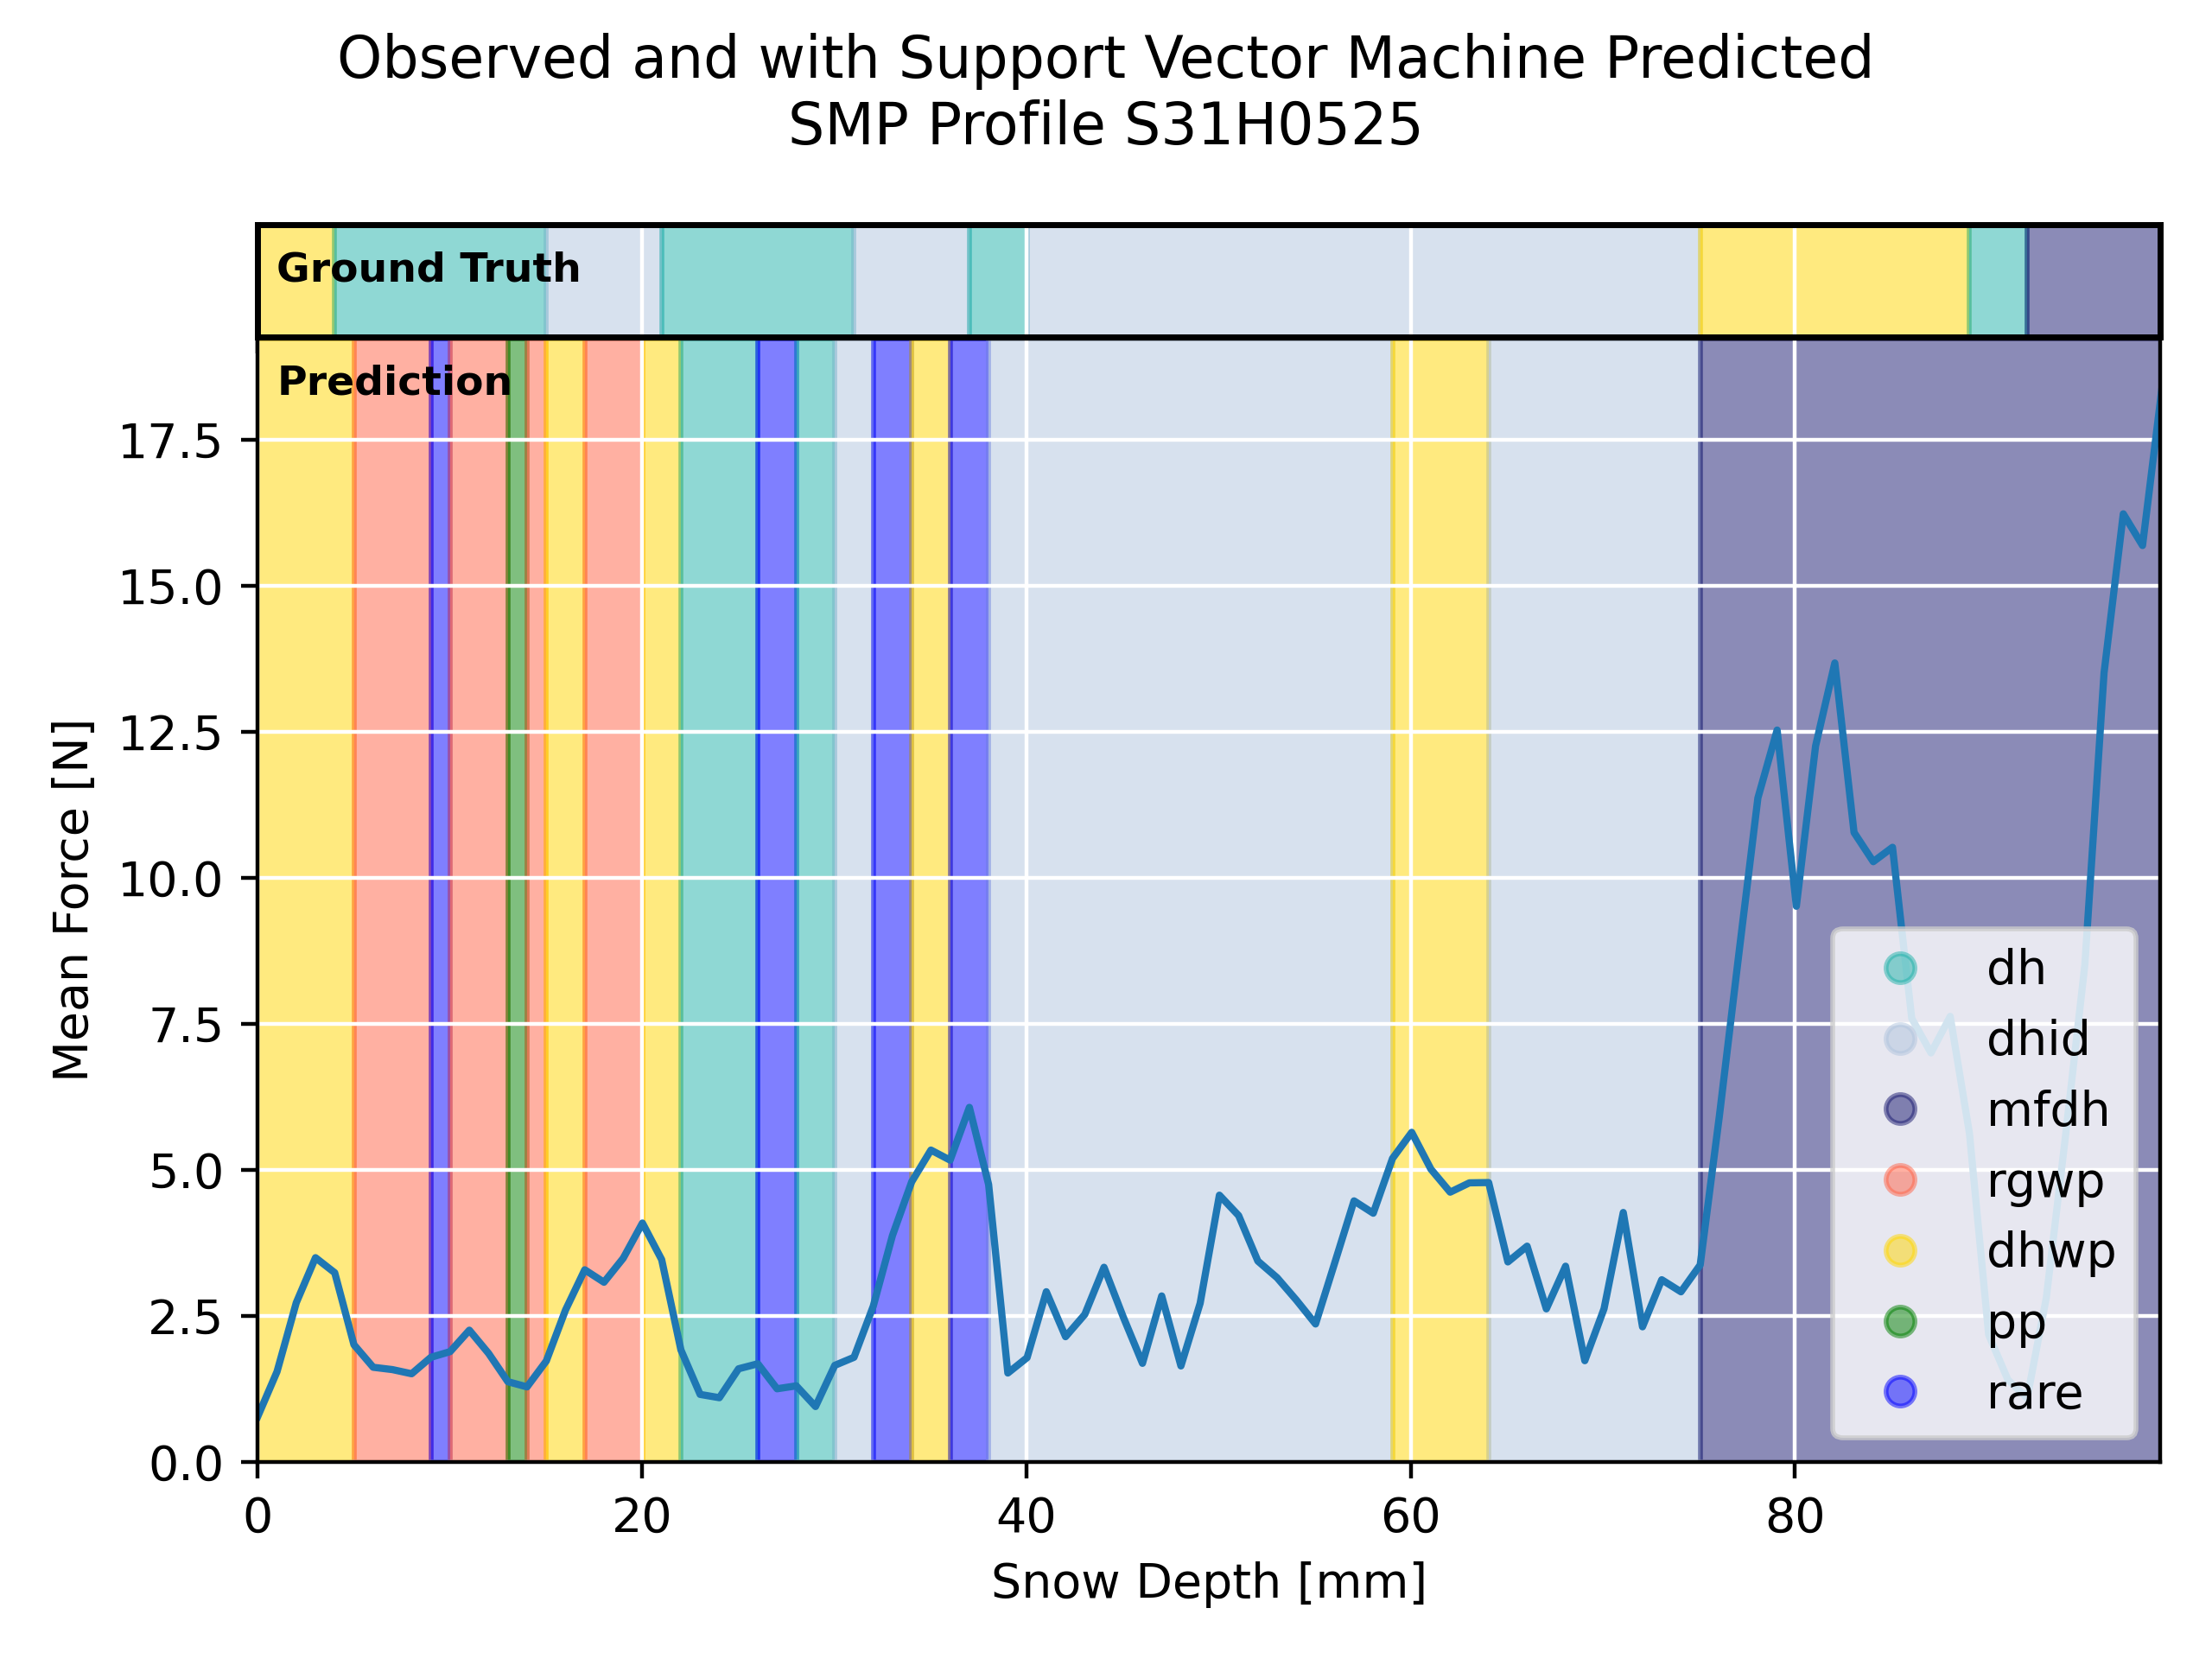 Observed and with Support Vector Machine Predicted
SMP Profile S31H0525
Ground Truth
Prediction
17.5
15.0
12.5
10.0
7.5
5.0
2.5
0.0
Mean Force [N]
dh
dhid
mfdh
rgwp
dhwp
pp
rare
0 20 40 60 80
Snow Depth [mm]